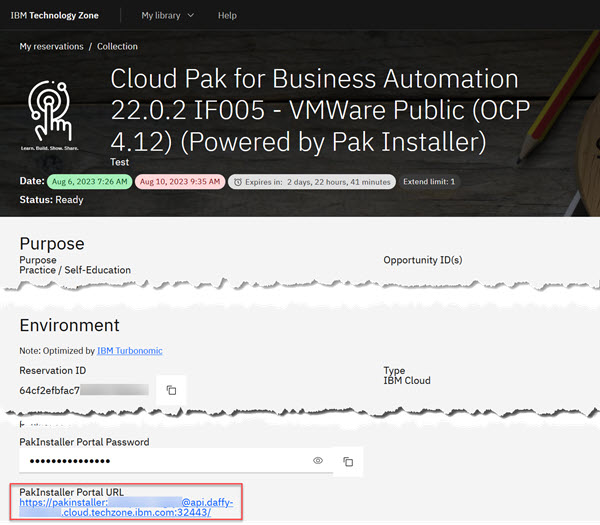 IBM Technology Zone
My library
Help
My reservations / Collection
Cloud Pak for Business Automation
22.0.2 IF005 - VMWare Public (OCP
4.12) (Powered by Pak Installer)
Learn. Build. Show. Share.
Test
Date: Aug 6, 2023 7:26 AM Aug 10, 2023 9:35 AM Expires in: 2 days, 22 hours, 41 minutes Extend limit: 1
Status: Ready
Purpose
Purpose
Opportunity ID(s)
Practice / Self-Education
Environment
Note: Optimized by IBM Turbonomic
Reservation ID
Type
64cf2efbfac7
IBM Cloud
PakInstaller Portal Password
•••••••••••••••
PakInstaller Portal URL
https://pakinstaller: @api.daffy-
.cloud.techzone.ibm.com:32443/